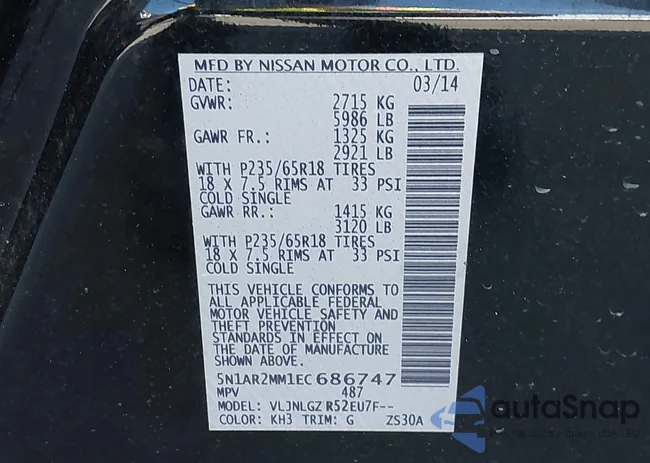 MFD BY NISSAN MOTOR CO., LTD.
DATE: 03/14
GVWR: 2715 KG
5986 LB
GAWR FR.: 1325 KG
2921 LB
WITH P235/65R18 TIRES
18 X 7.5 RIMS AT 33 PSI
COLD SINGLE
GAWR RR.: 1415 KG
3120 LB
WITH P235/65R18 TIRES
18 X 7.5 RIMS AT 33 PSI
COLD SINGLE
THIS VEHICLE CONFORMS TO
ALL APPLICABLE FEDERAL
MOTOR VEHICLE SAFETY AND
THEFT PREVENTION
STANDARDS IN EFFECT ON
THE DATE OF MANUFACTURE
SHOWN ABOVE.
5N1AR2MM1EC686747
MPV 487
MODEL: VLJNLGZ R52EU7F--
COLOR: KH3 TRIM: G ZS30A
autoSnap